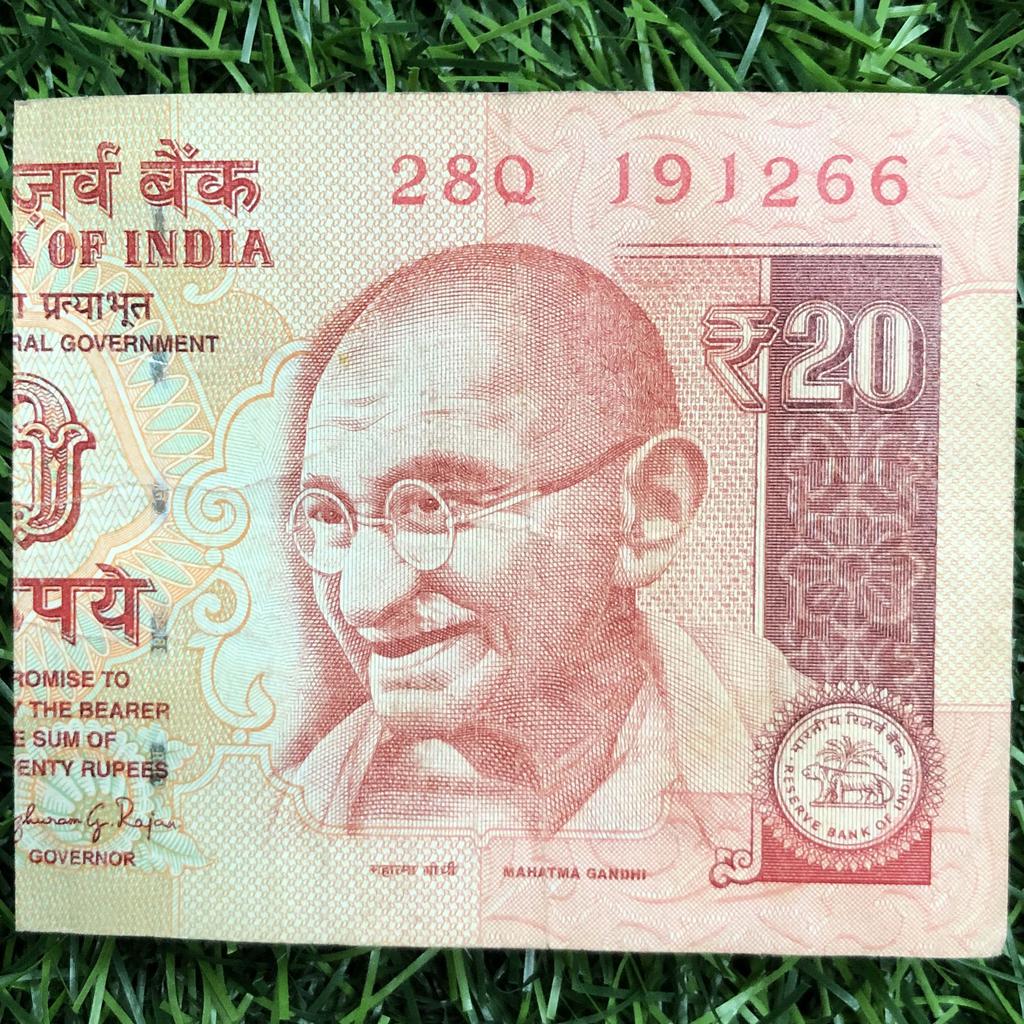 ज़र्व बैंक
28Q 191266
K OF INDIA
ा प्रत्याभूत
RAL GOVERNMENT
₹20
0
पये
ROMISE TO
Y THE BEARER
E SUM OF
ENTY RUPEES
ghuram G. Rajan
GOVERNOR
महात्मा गांधी
MAHATMA GANDHI
भारतीय रिज़र्व बैंक
RESERVE BANK OF INDIA